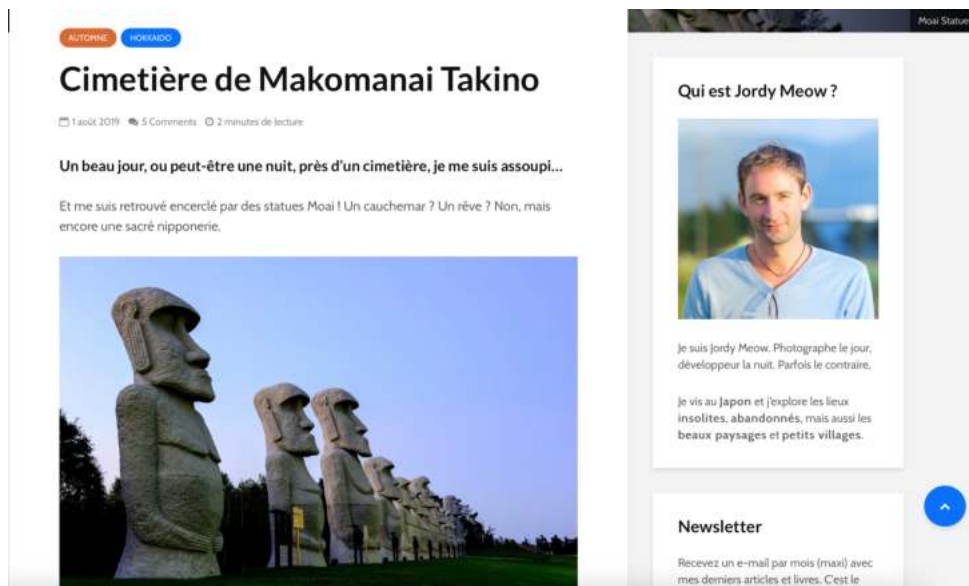 AUTOMNE HOKKAIDO
Cimetière de Makomanai Takino
1 août 2019 5 Comments 2 minutes de lecture
Un beau jour, ou peut-être une nuit, près d'un cimetière, je me suis assoupi...
Et me suis retrouvé encerclé par des statues Moai ! Un cauchemar ? Un rêve ? Non, mais
encore une sacré nipponerie.
Moai Statue
Qui est Jordy Meow ?
Je suis Jordy Meow. Photographe le jour,
développeur la nuit. Parfois le contraire.
Je vis au Japon et j'explore les lieux
insolites, abandonnés, mais aussi les
beaux paysages et petits villages.
Newsletter
Recevez un e-mail par mois (maxi) avec
mes derniers articles et livres. C'est le